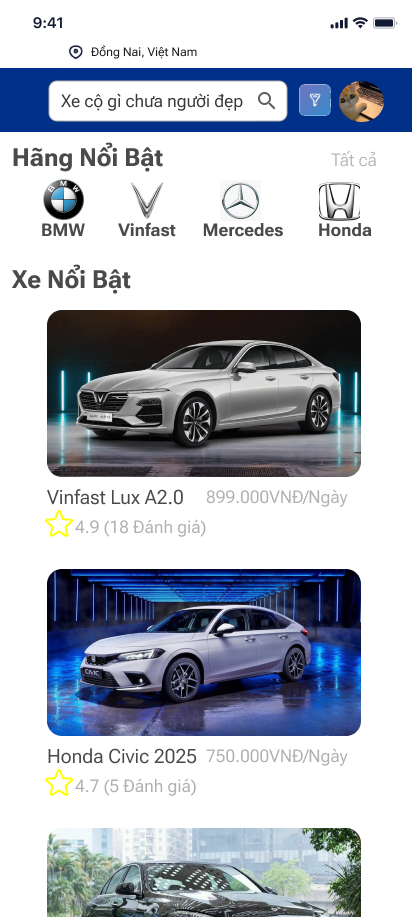 9:41
Đồng Nai, Việt Nam
Xe cộ gì chưa người đẹp
Hãng Nổi Bật Tất cả
BMW
BMW Vinfast Mercedes Honda
Xe Nổi Bật
Vinfast Lux A2.0 899.000VNĐ/Ngày
4.9 (18 Đánh giá)
CIVIC
Honda Civic 2025 750.000VNĐ/Ngày
4.7 (5 Đánh giá)